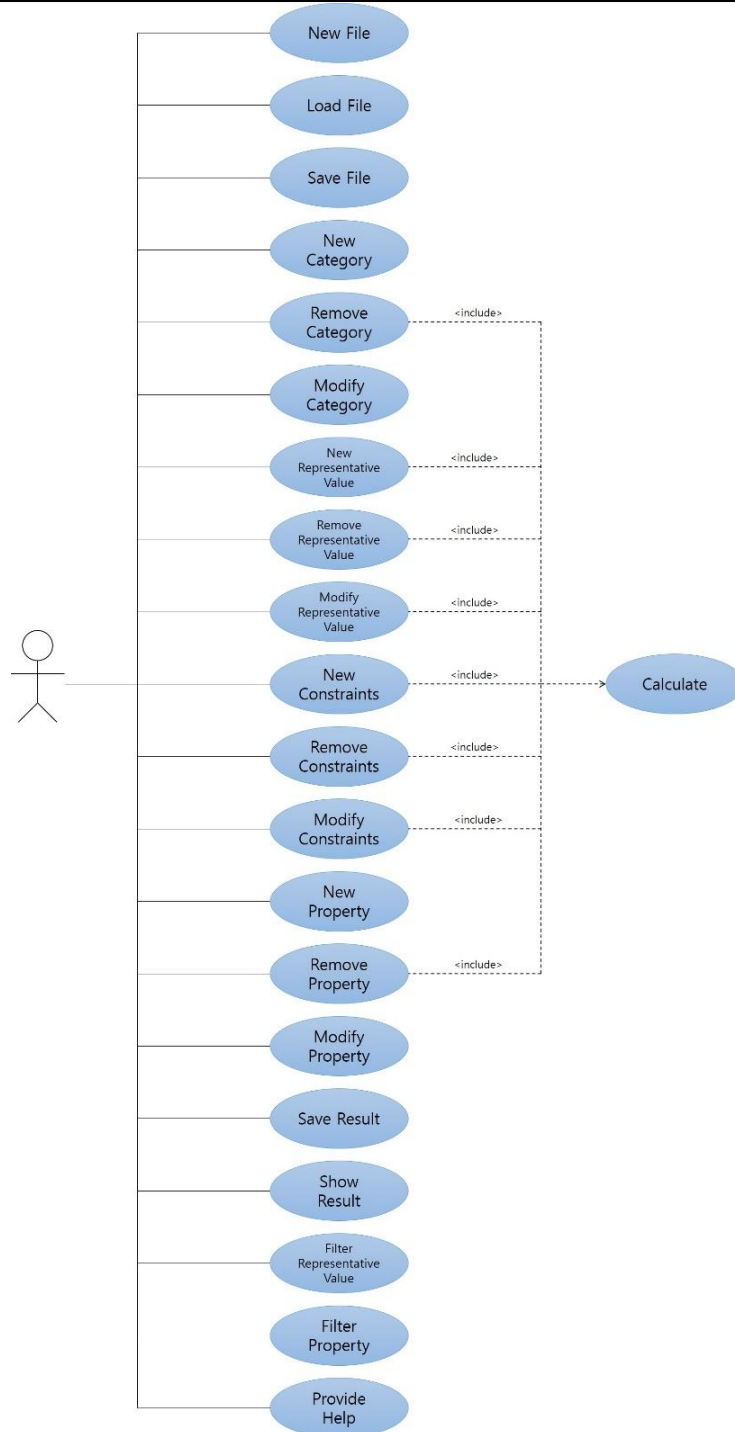 New File
Load File
Save File
New
Category
Remove
Category
<include>
Modify
Category
New
Representative
Value
<include>
Remove
Representative
Value
<include>
Modify
Representative
Value
<include>
New
Constraints
<include>
Calculate
Remove
Constraints
<include>
Modify
Constraints
<include>
New
Property
Remove
Property
<include>
Modify
Property
Save Result
Show
Result
Filter
Representative
Value
Filter
Property
Provide
Help